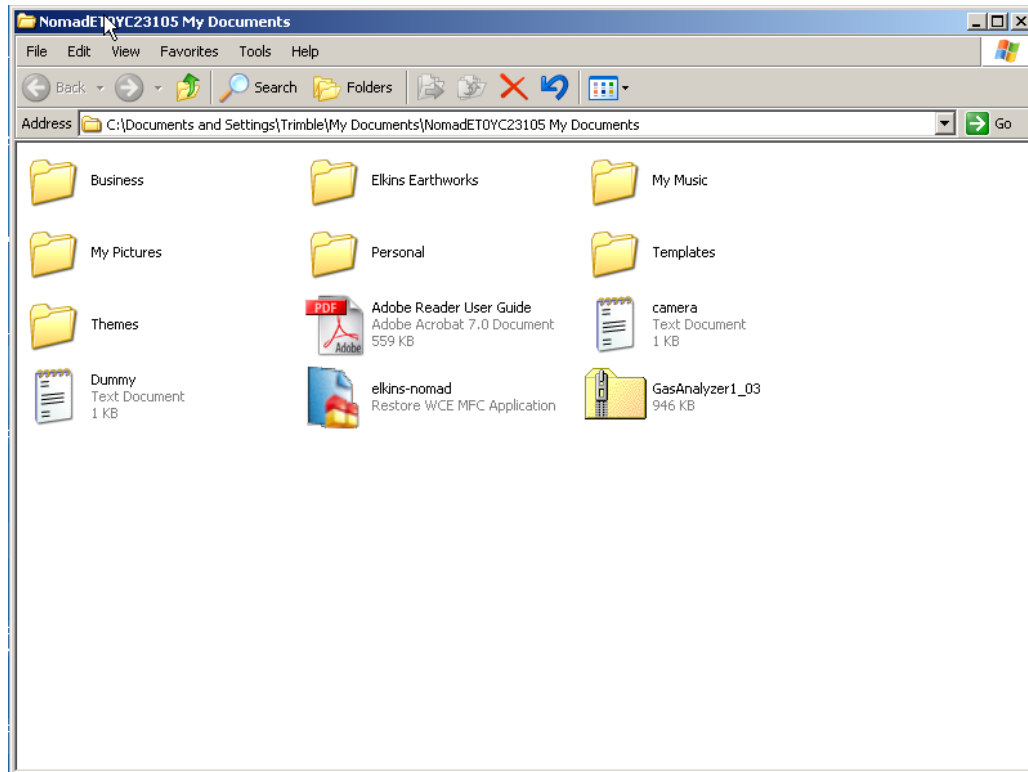 NomadET0YC23105 My Documents
File Edit View Favorites Tools Help
Back Search Folders
Address C:\Documents and Settings\Trimble\My Documents\NomadET0YC23105 My Documents Go
Business
Elkins Earthworks
My Music
My Pictures
Personal
Templates
Themes
PDF
Adobe
Adobe Reader User Guide
Adobe Acrobat 7.0 Document
559 KB
camera
Text Document
1 KB
Dummy
Text Document
1 KB
elkins-nomad
Restore WCE MFC Application
GasAnalyzer1_03
946 KB